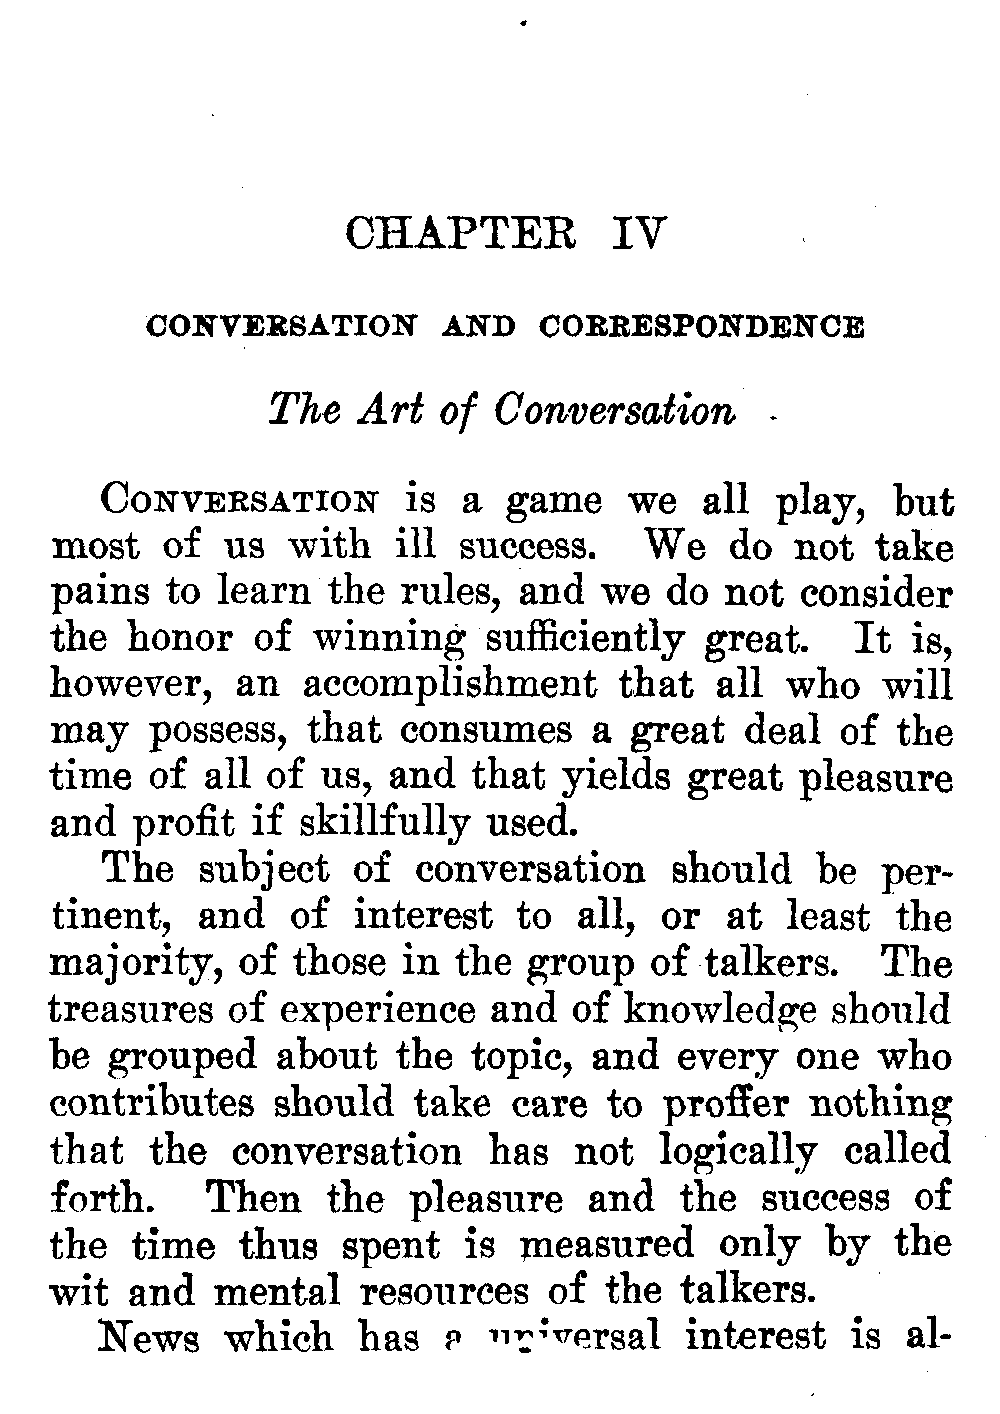 CHAPTER IV
CONVERSATION AND CORRESPONDENCE
The Art of Conversation
CONVERSATION is a game we all play, but
most of us with ill success. We do not take
pains to learn the rules, and we do not consider
the honor of winning sufficiently great. It is,
however, an accomplishment that all who will
may possess, that consumes a great deal of the
time of all of us, and that yields great pleasure
and profit if skillfully used.
The subject of conversation should be per-
tinent, and of interest to all, or at least the
majority, of those in the group of talkers. The
treasures of experience and of knowledge should
be grouped about the topic, and every one who
contributes should take care to proffer nothing
that the conversation has not logically called
forth. Then the pleasure and the success of
the time thus spent is measured only by the
wit and mental resources of the talkers.
News which has a universal interest is al-